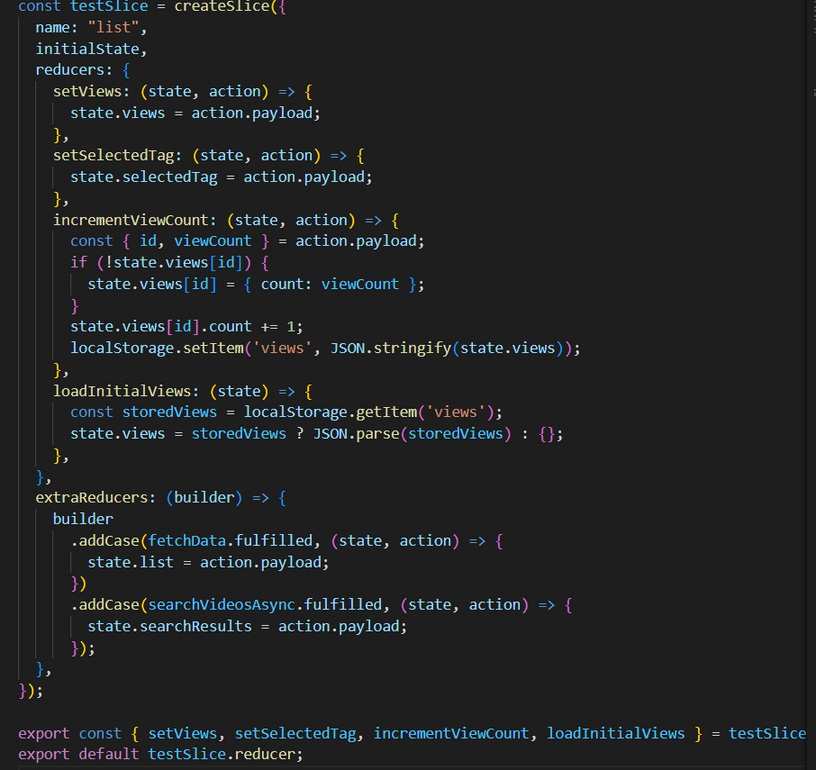 const testSlice = createSlice({
  name: "list",
  initialState,
  reducers: {
    setViews: (state, action) => {
      state.views = action.payload;
    },
    setSelectedTag: (state, action) => {
      state.selectedTag = action.payload;
    },
    incrementViewCount: (state, action) => {
      const { id, viewCount } = action.payload;
      if (!state.views[id]) {
        state.views[id] = { count: viewCount };
      }
      state.views[id].count += 1;
      localStorage.setItem('views', JSON.stringify(state.views));
    },
    loadInitialViews: (state) => {
      const storedViews = localStorage.getItem('views');
      state.views = storedViews ? JSON.parse(storedViews) : {};
    },
  },
  extraReducers: (builder) => {
    builder
      .addCase(fetchData.fulfilled, (state, action) => {
        state.list = action.payload;
      })
      .addCase(searchVideosAsync.fulfilled, (state, action) => {
        state.searchResults = action.payload;
      });
  },
});
export const { setViews, setSelectedTag, incrementViewCount, loadInitialViews } = testSlice
export default testSlice.reducer;